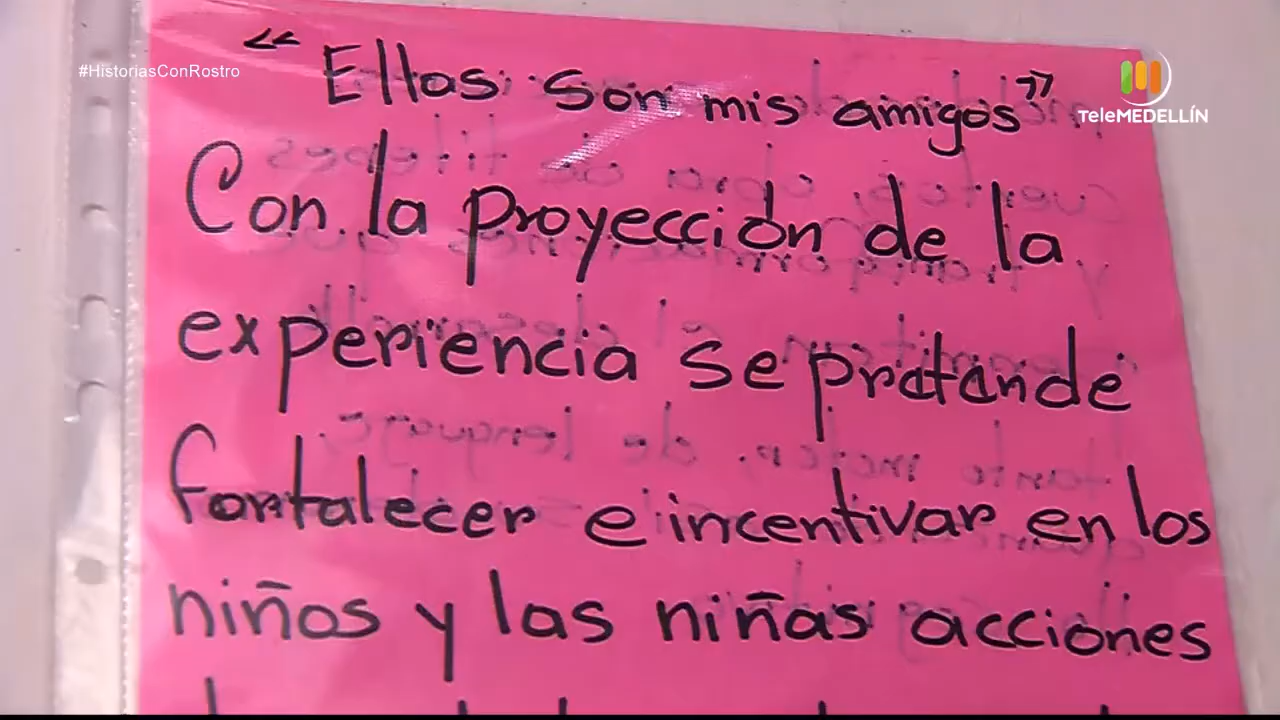 #HistoriasConRostro
TeleMEDELLÍN
"Ellos son mis amigos"
Con la proyección de la
experiencia se pretende
fortalecer e incentivar en los
niños y las niñas acciones